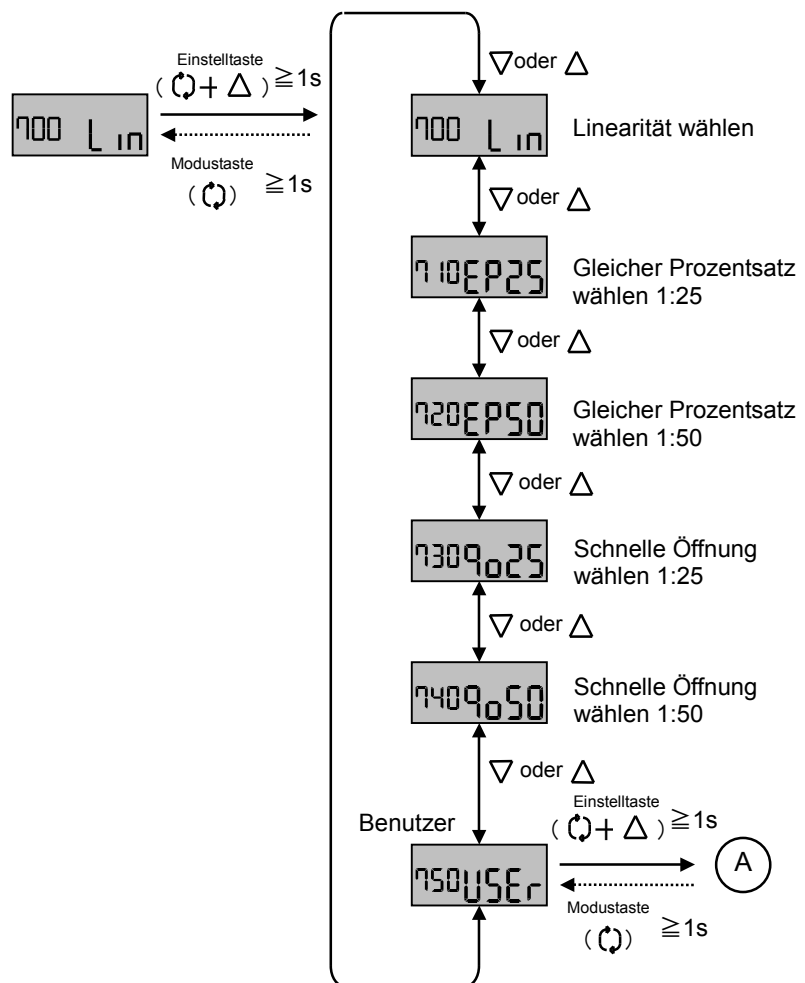 Einstelltaste
( + △ ) ≧1s
700 Lin
Modustaste
( ) ≧1s
▽oder △
700 Lin
Linearität wählen
▽oder △
710EP25
Gleicher Prozentsatz
wählen 1:25
▽ oder △
720EP50
Gleicher Prozentsatz
wählen 1:50
▽ oder △
730qo25
Schnelle Öffnung
wählen 1:25
▽ oder △
740qo50
Schnelle Öffnung
wählen 1:50
▽ oder △
Benutzer
750USEr
Einstelltaste
( + △ ) ≧1s
A
Modustaste
( ) ≧1s